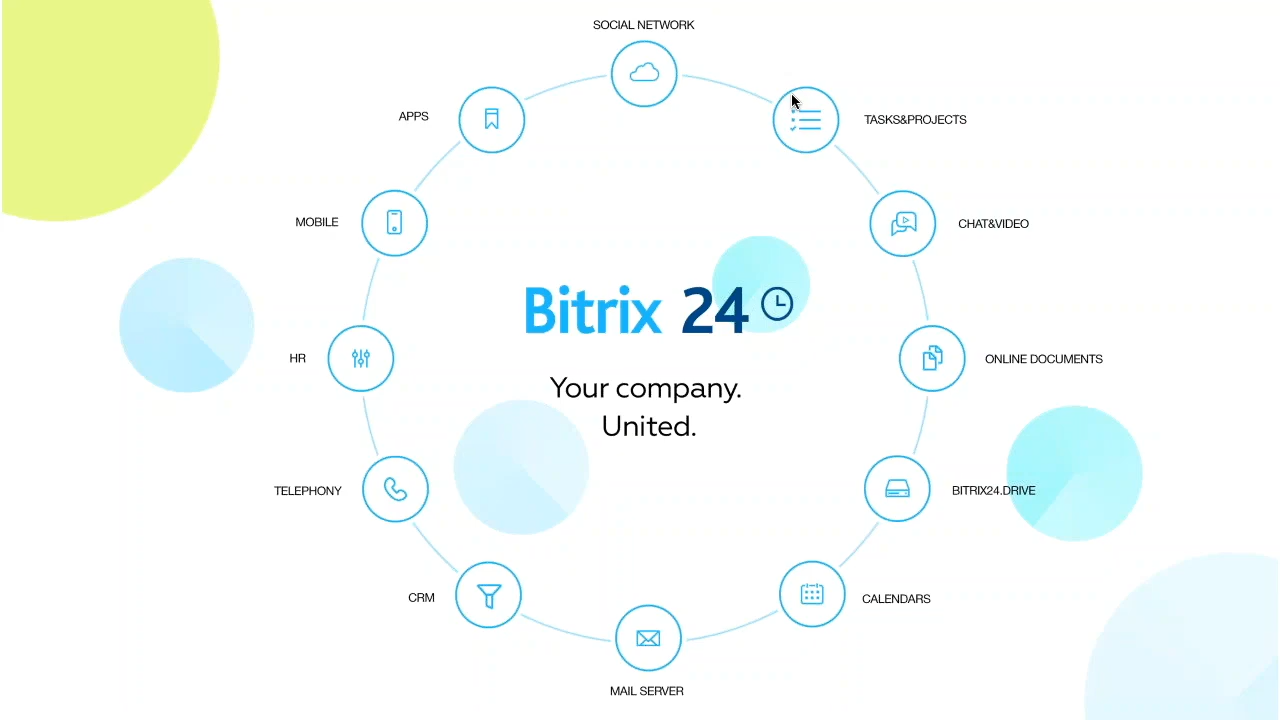 SOCIAL NETWORK
APPS
TASKS&PROJECTS
MOBILE
CHAT&VIDEO
Bitrix 24
HR
ONLINE DOCUMENTS
Your company.
United.
TELEPHONY
BITRIX24.DRIVE
CRM
CALENDARS
MAIL SERVER